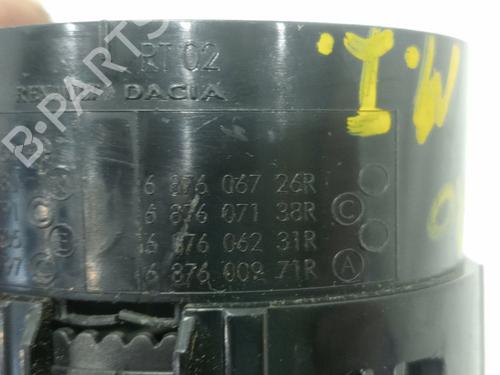 RT 02
RENAULT DACIA
6 876 067 26R
6 876 071 38R C
6 876 062 31R
6 876 009 71R A
I.W
B-PARTS